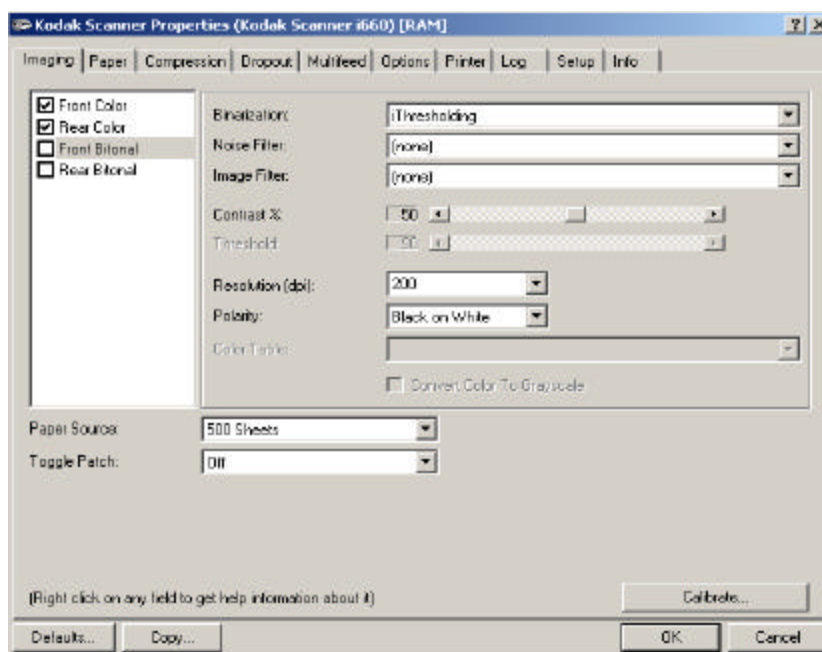 Kodak Scanner Properties (Kodak Scanner i660) [RAM]
Imaging Paper Compression Dropout Multifeed Options Printer Log Setup Info
Front Color
Rear Color
Front Bitonal
Rear Bitonal
Binarization: iThresholding
Noise Filter: (none)
Image Filter: (none)
Contrast %: 50
Threshold: 90
Resolution (dpi): 200
Polarity: Black on White
Color Table:
Convert Color To Grayscale
Paper Source: 500 Sheets
Toggle Patch: Off
(Right click on any field to get help information about it)
Calibrate...
Defaults... Copy... OK Cancel